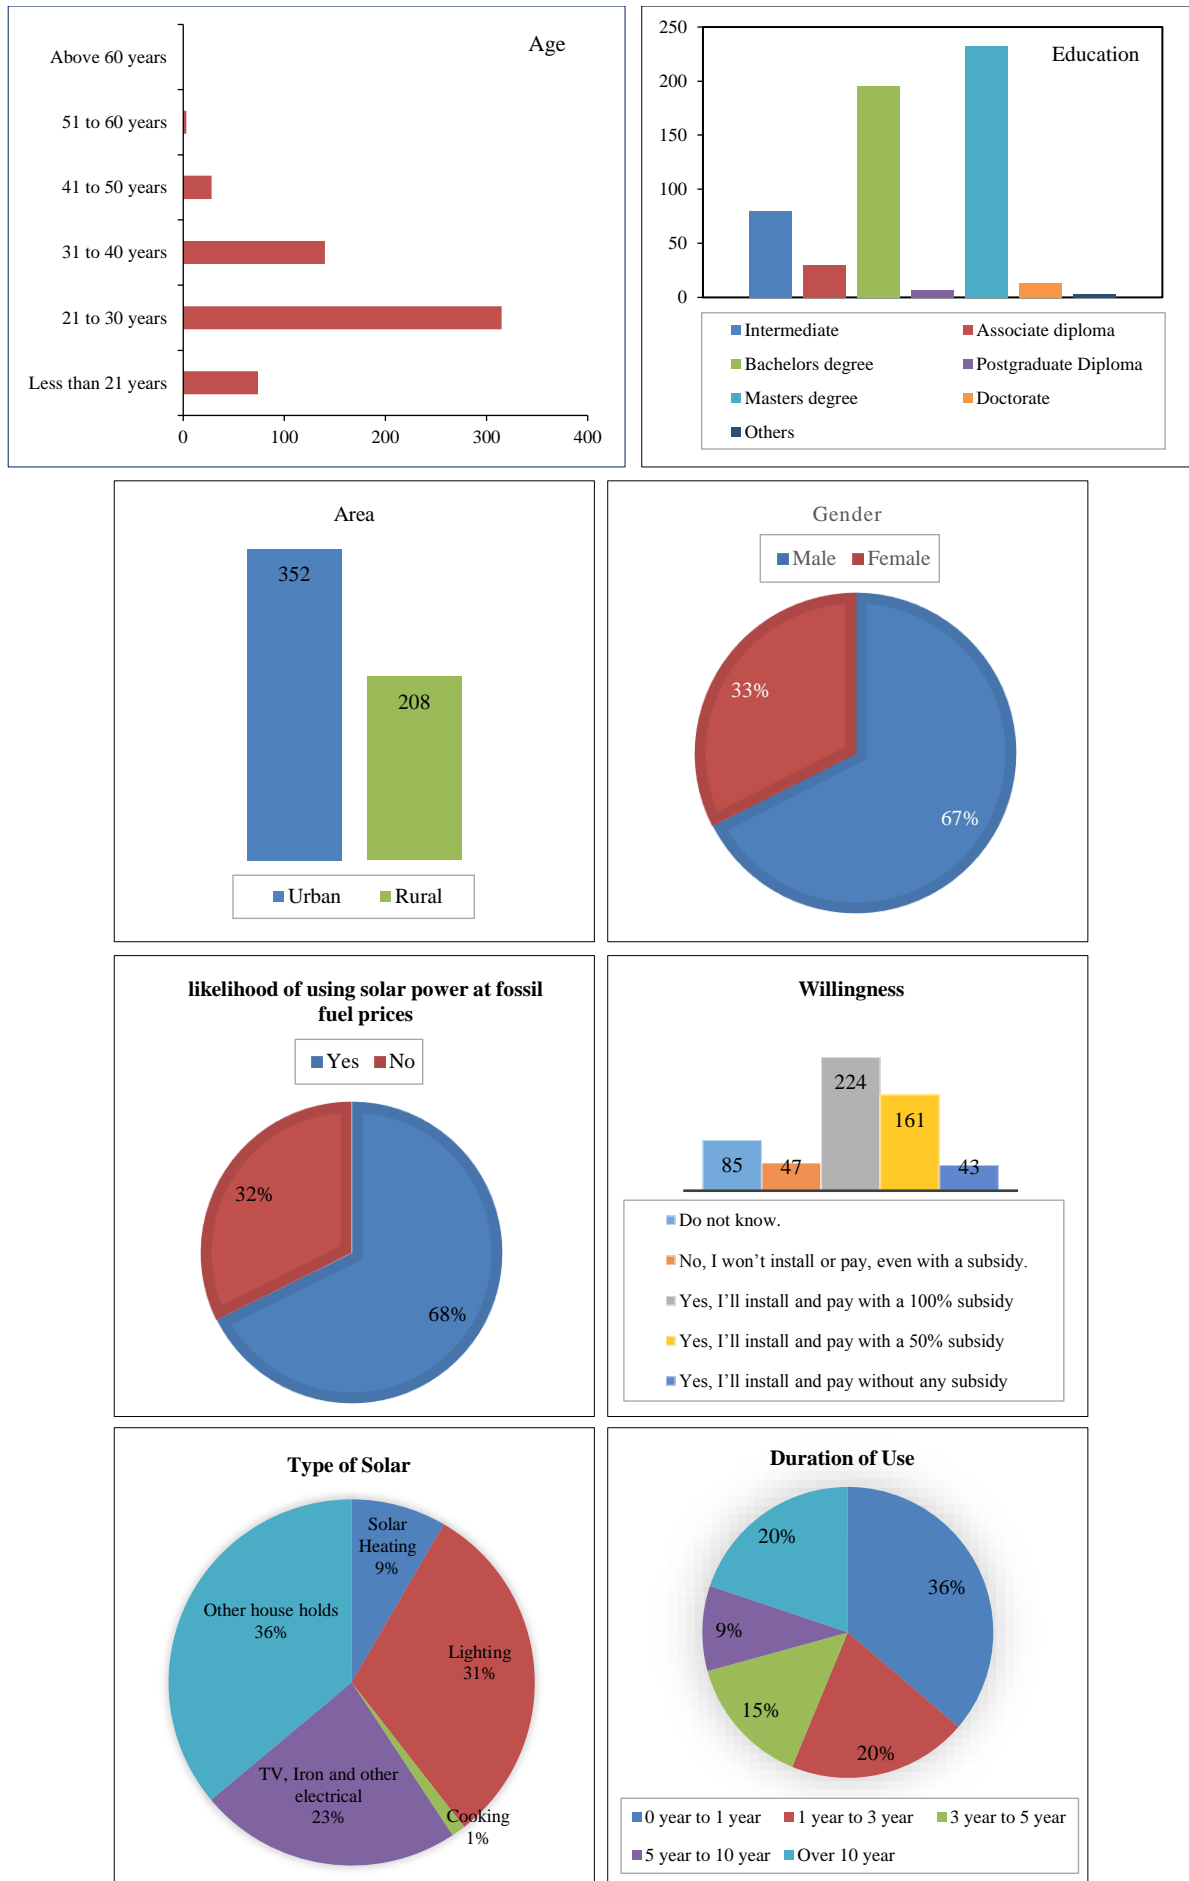 Age
Above 60 years
51 to 60 years
41 to 50 years
31 to 40 years
21 to 30 years
Less than 21 years
0 100 200 300 400
Education
250
200
150
100
50
0
Intermediate Associate diploma
Bachelors degree Postgraduate Diploma
Masters degree Doctorate
Others
Area
352
208
Urban Rural
Gender
Male Female
33%
67%
likelihood of using solar power at fossil
fuel prices
Yes No
32%
68%
Willingness
224
161
85 47 43
Do not know.
No, I won’t install or pay, even with a subsidy.
Yes, I’ll install and pay with a 100% subsidy
Yes, I’ll install and pay with a 50% subsidy
Yes, I’ll install and pay without any subsidy
Type of Solar
Solar
Heating
9%
Other house holds
36%
Lighting
31%
TV, Iron and other
electrical
23%
Cooking
1%
Duration of Use
20%
36%
9%
15%
20%
0 year to 1 year 1 year to 3 year 3 year to 5 year
5 year to 10 year Over 10 year